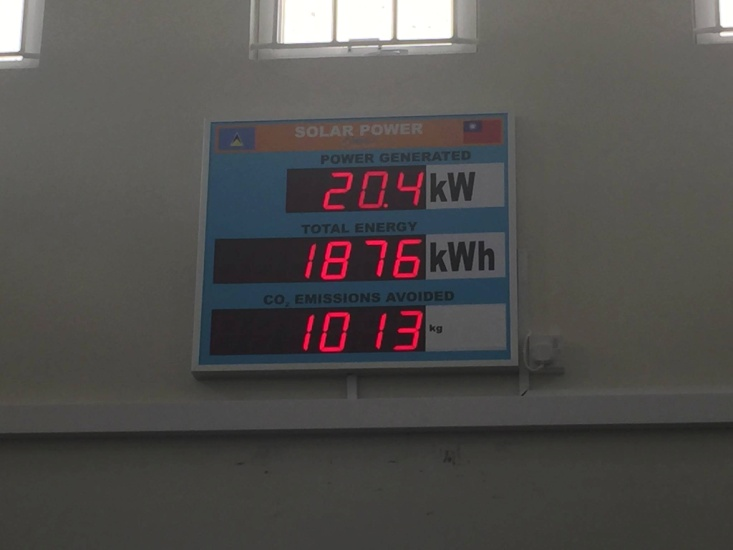 SOLAR POWER
POWER GENERATED
20.4 kW
TOTAL ENERGY
1876 kWh
CO₂ EMISSIONS AVOIDED
1013 kg